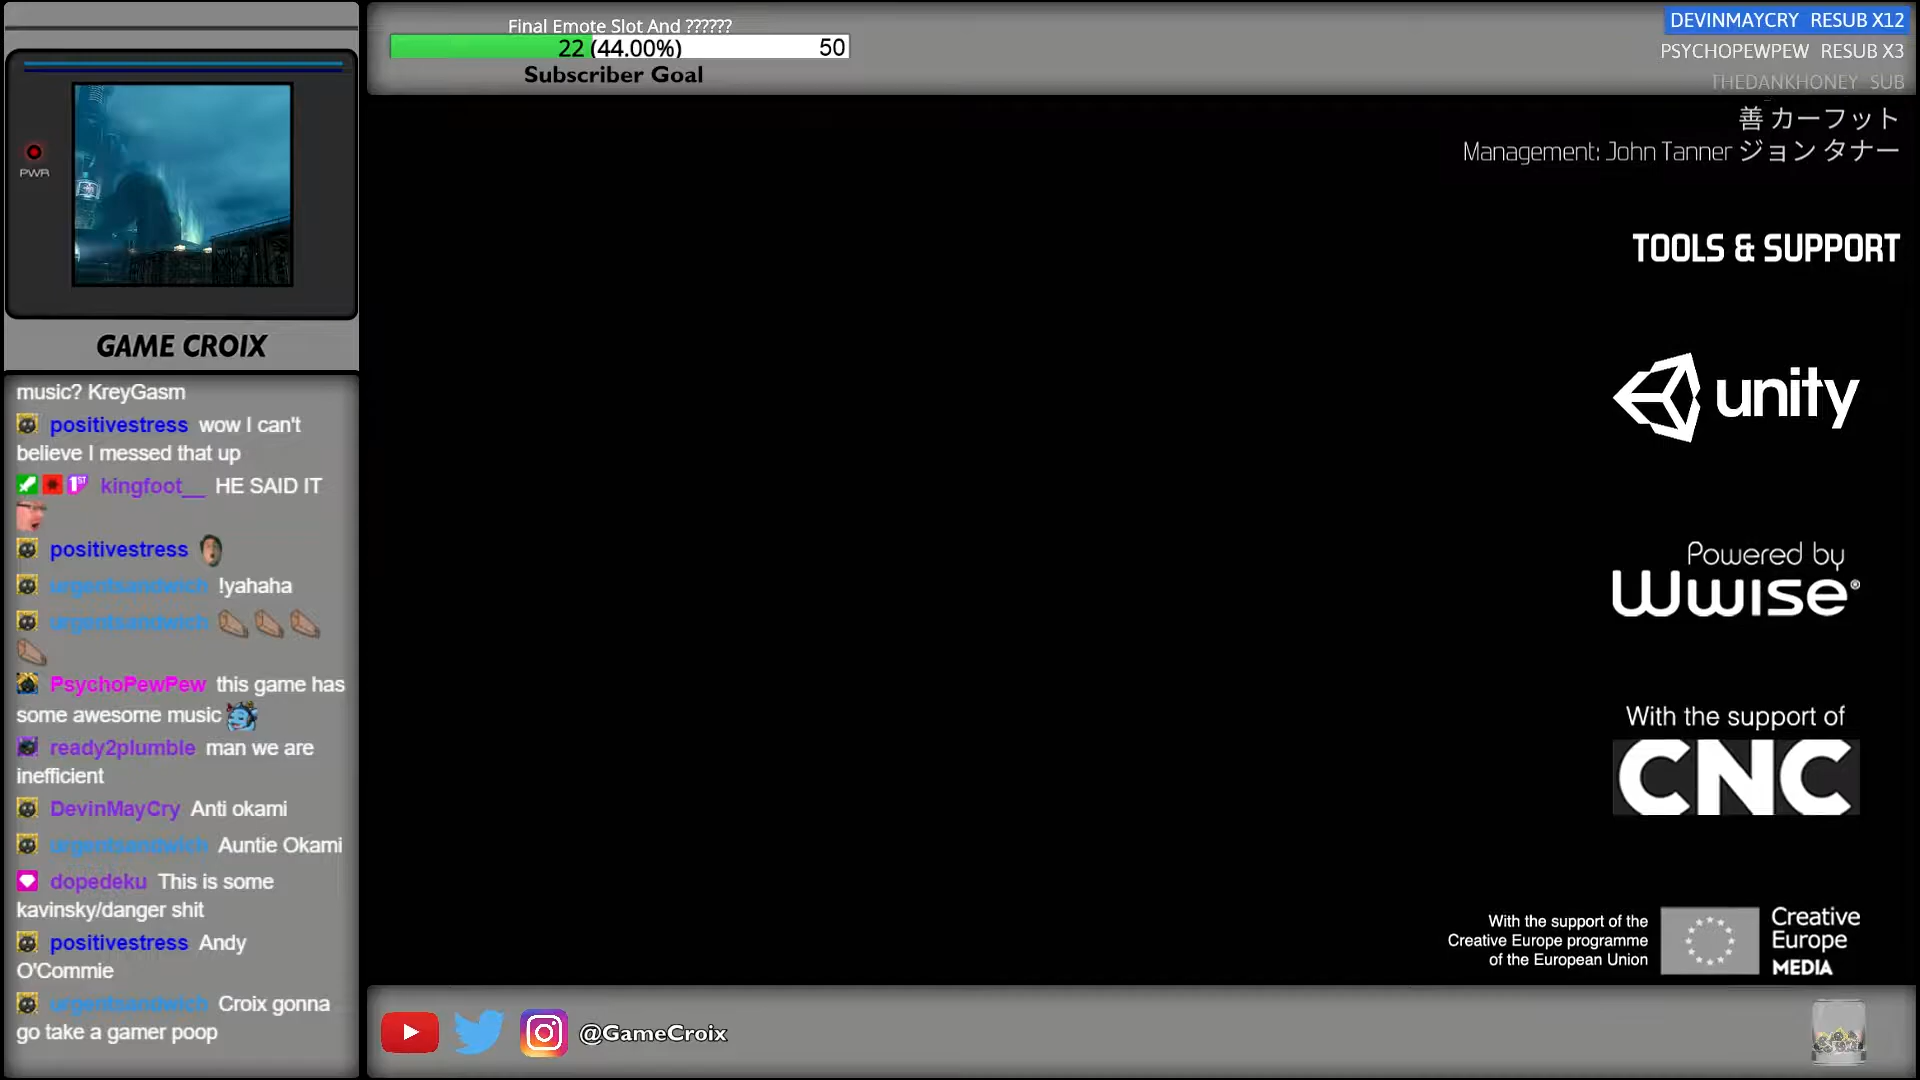 Final Emote Slot And ??????
22 (44.00%)
50
Subscriber Goal
DEVINMAYCRY RESUB X12
PSYCHOPEWPEW RESUB X3
THEDANKHONEY SUB
PWR
GAME CROIX
music? KreyGasm
positivestress wow I can't
believe I messed that up
1ST kingfoot__ HE SAID IT
positivestress
urgentsandwich !yahaha
urgentsandwich
PsychoPewPew this game has
some awesome music
ready2plumble man we are
inefficient
DevinMayCry Anti okami
urgentsandwich Auntie Okami
dopedeku This is some
kavinsky/danger shit
positivestress Andy
O'Commie
urgentsandwich Croix gonna
go take a gamer poop
善 カーフット
Management: John Tanner ジョン タナー
TOOLS & SUPPORT
unity
Powered by
Wwise®
With the support of
CNC
With the support of the
Creative Europe programme
of the European Union
Creative
Europe
MEDIA
@GameCroix